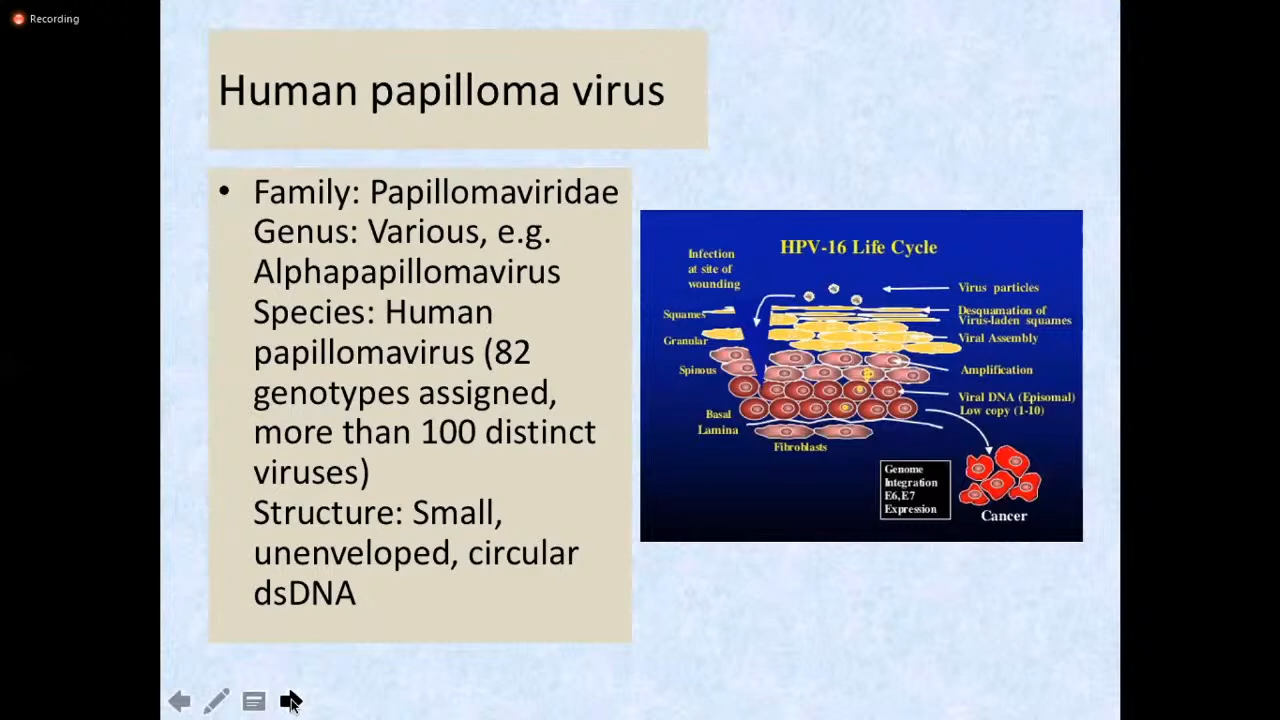 Recording
Human papilloma virus
• Family: Papillomaviridae
Genus: Various, e.g.
Alphapapillomavirus
Species: Human
papillomavirus (82
genotypes assigned,
more than 100 distinct
viruses)
Structure: Small,
unenveloped, circular
dsDNA
HPV-16 Life Cycle
Infection
at site of
wounding
Virus particles
Squames
Desquamation of
Virus-laden squames
Granular
Viral Assembly
Spinous
Amplification
Viral DNA (Episomal)
Low copy (1-10)
Basal
Lamina
Fibroblasts
Genome
Integration
E6,E7
Expression
Cancer